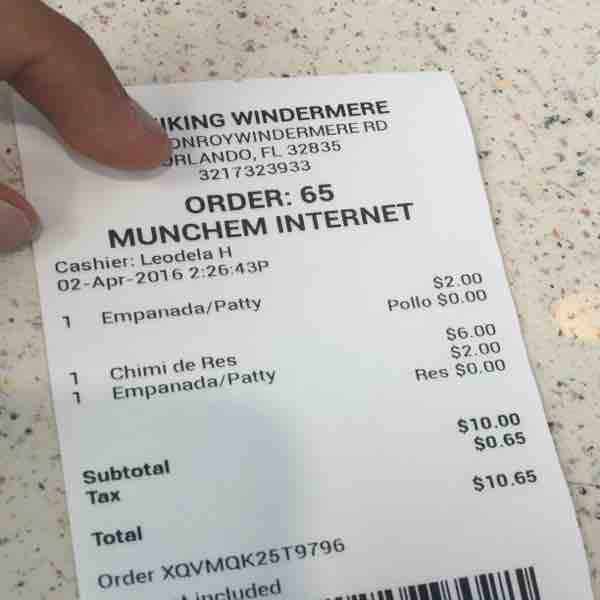 IKING WINDERMERE
ONROYWINDERMERE RD
ORLANDO, FL 32835
3217323933
ORDER: 65
MUNCHEM INTERNET
Cashier: Leodela H
02-Apr-2016 2:26:43P
1 Empanada/Patty $2.00
Pollo $0.00
1 Chimi de Res $6.00
1 Empanada/Patty $2.00
Res $0.00
Subtotal $10.00
Tax $0.65
Total $10.65
Order XQVMQK25T9796
included